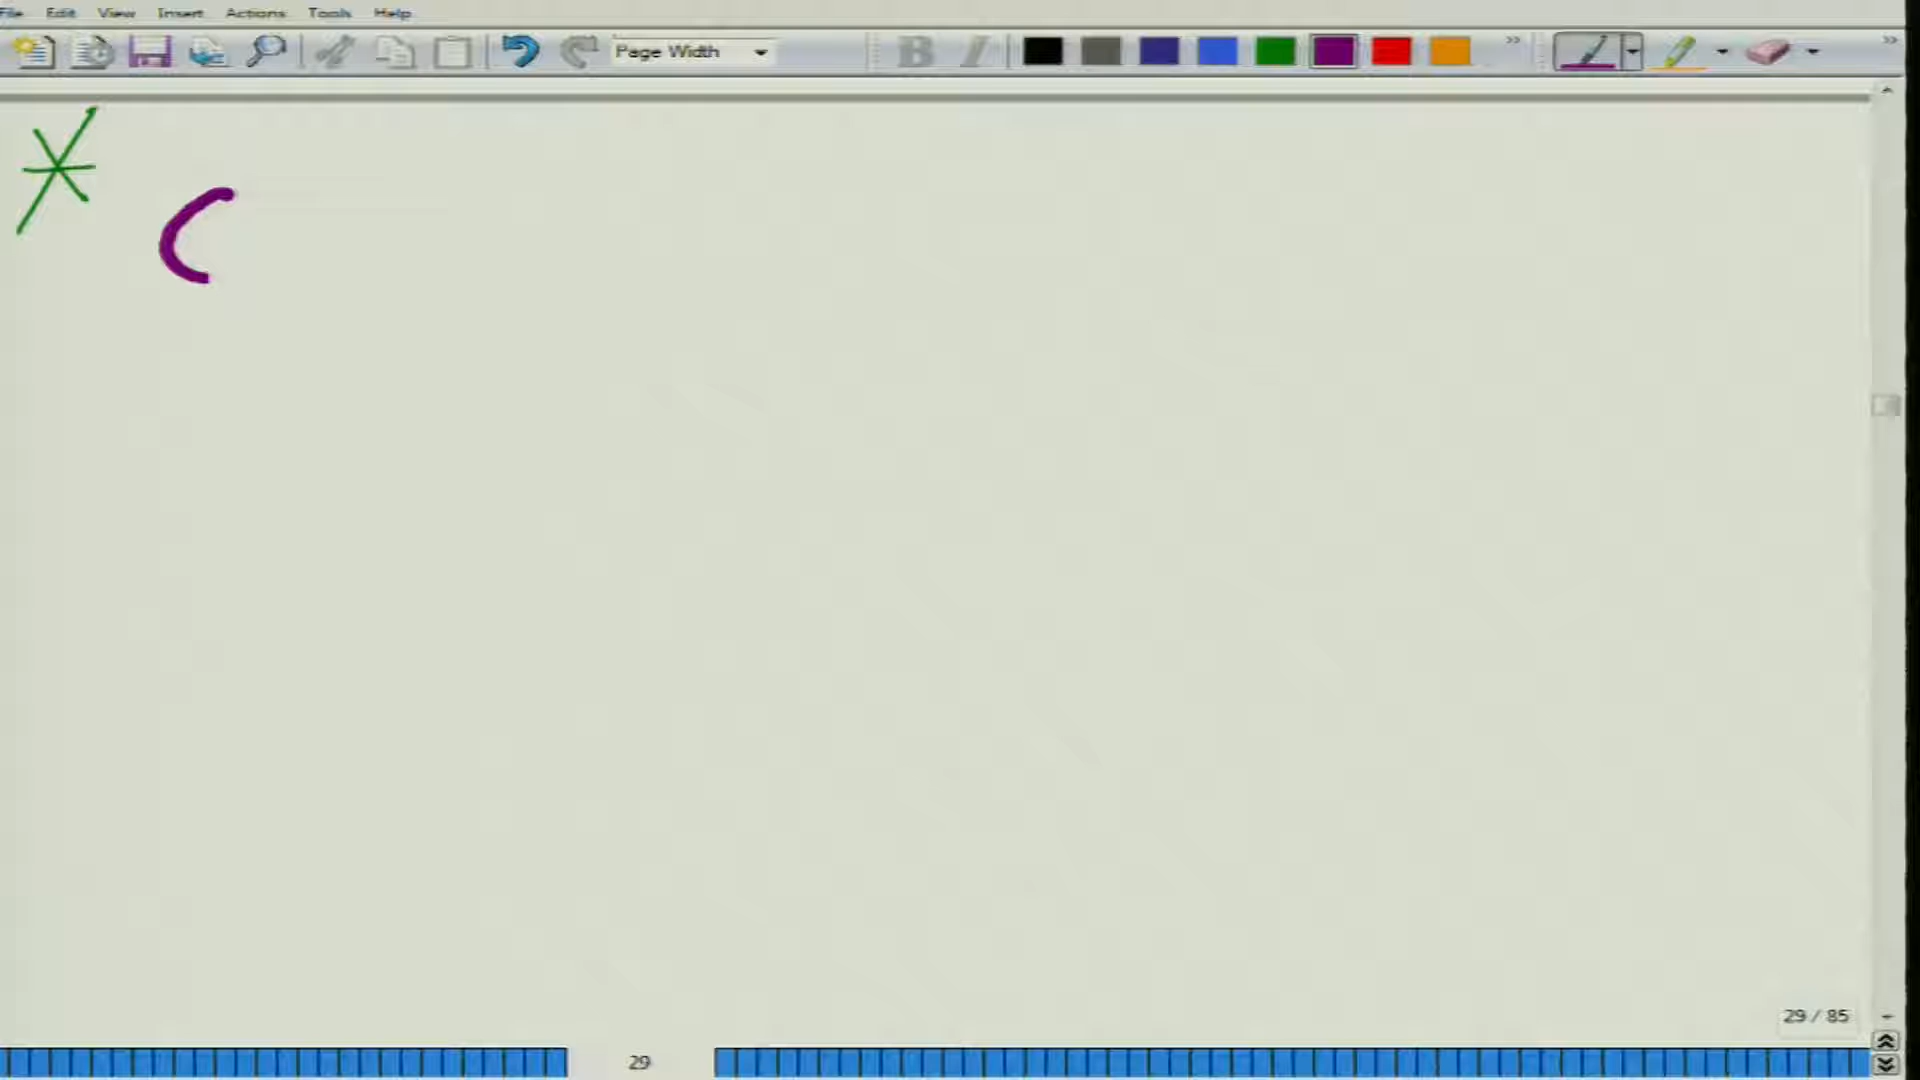 File Edit View Insert Actions Tools Help
Page Width B I
*
C
29 / 85
29